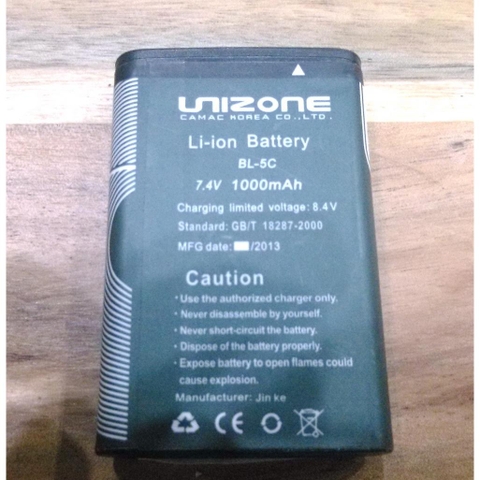 UNIZONE
CAMAC KOREA CO.,LTD.
Li-ion Battery
BL-5C
7.4V 1000mAh
Charging limited voltage: 8.4V
Standard: GB/T 18287-2000
MFG date: /2013
Caution
• Use the authorized charger only.
• Never disassemble by yourself.
• Never short-circuit the battery.
• Dispose of the battery properly.
• Expose battery to open flames could
cause explosion.
Manufacturer: Jin ke
CE